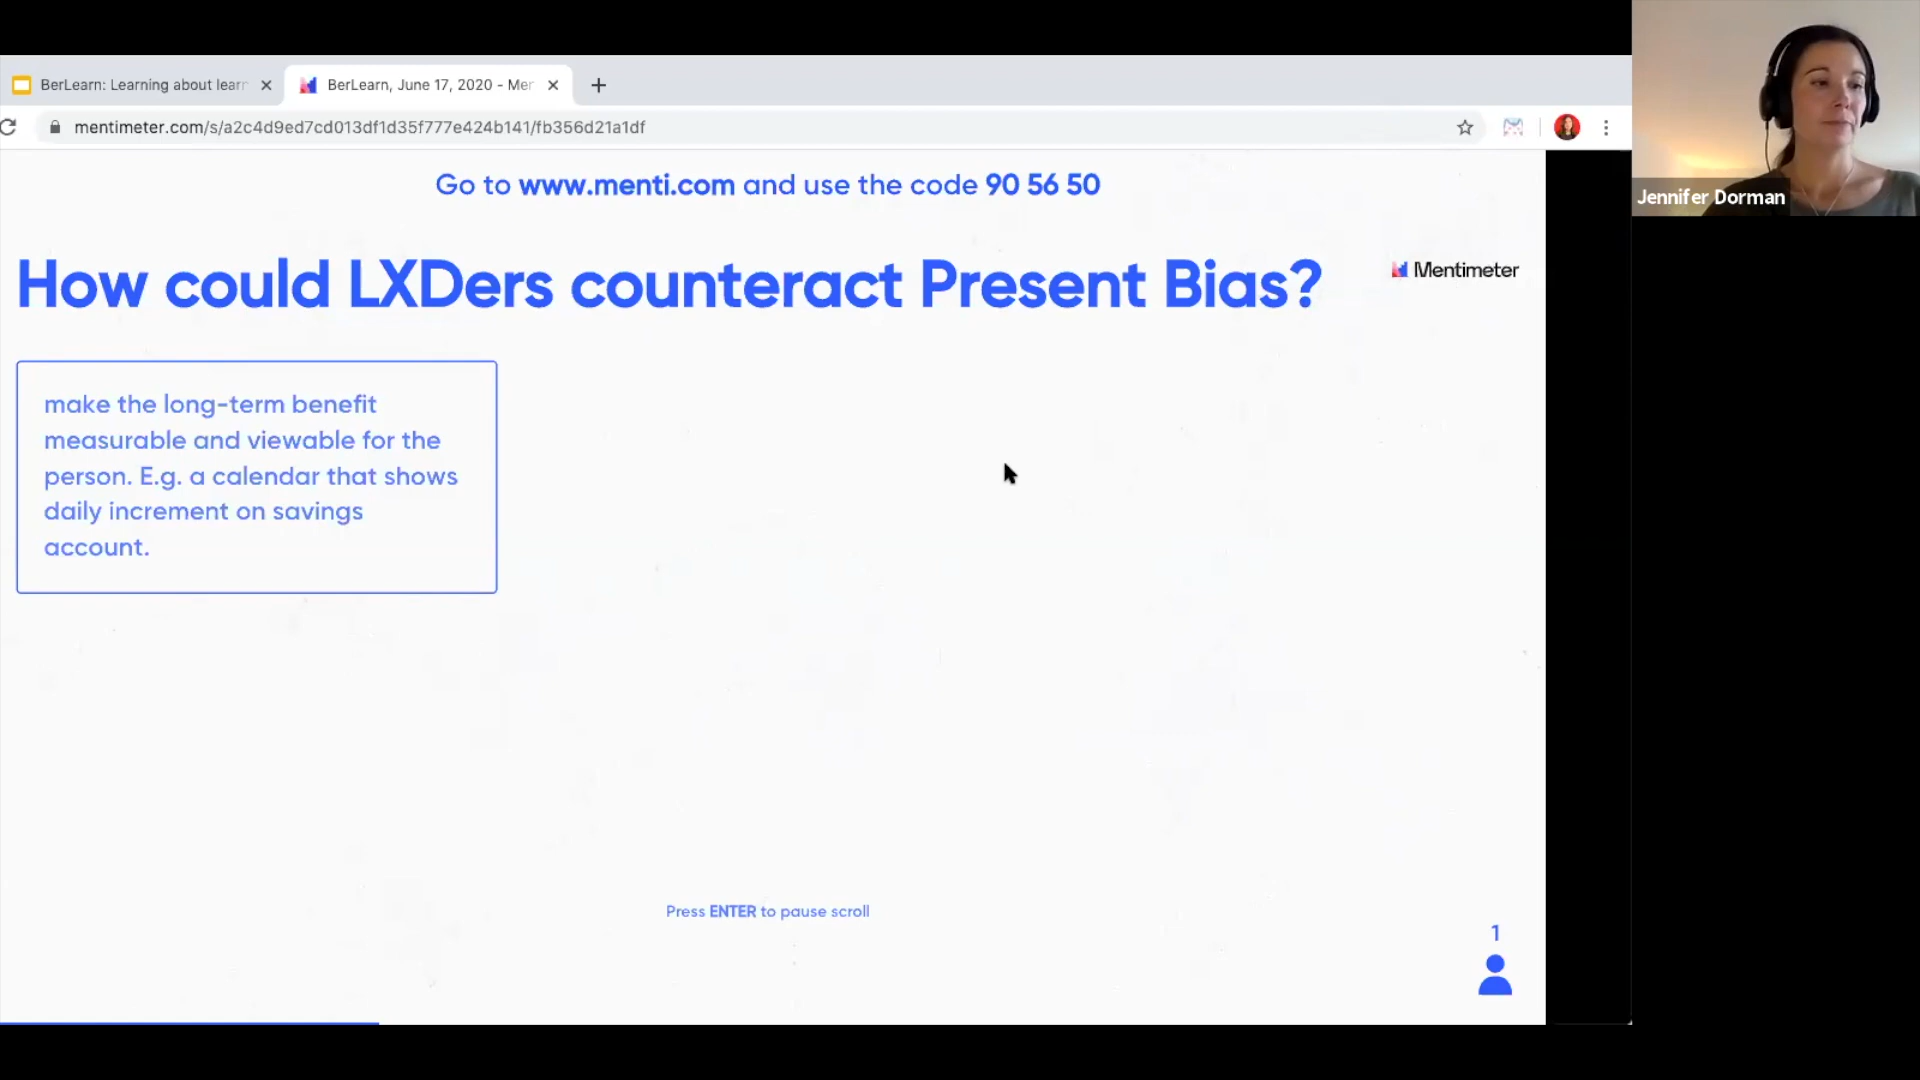 BerLearn: Learning about learn
BerLearn, June 17, 2020 - Mer
mentimeter.com/s/a2c4d9ed7cd013df1d35f777e424b141/fb356d21a1df
Go to www.menti.com and use the code 90 56 50
How could LXDers counteract Present Bias?
Mentimeter
make the long-term benefit
measurable and viewable for the
person. E.g. a calendar that shows
daily increment on savings
account.
Press ENTER to pause scroll
1
Jennifer Dorman